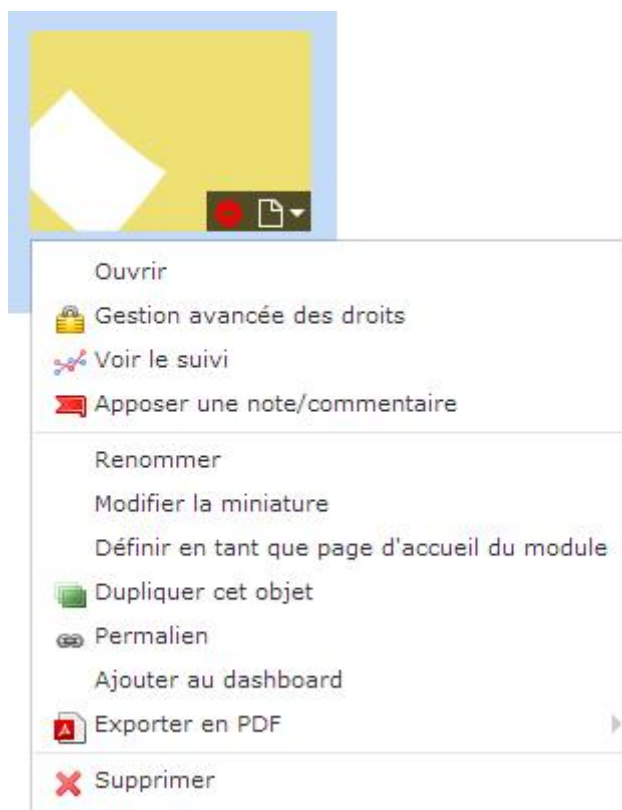 Ouvrir
Gestion avancée des droits
Voir le suivi
Apposer une note/commentaire
Renommer
Modifier la miniature
Définir en tant que page d'accueil du module
Dupliquer cet objet
Permalien
Ajouter au dashboard
Exporter en PDF
Supprimer